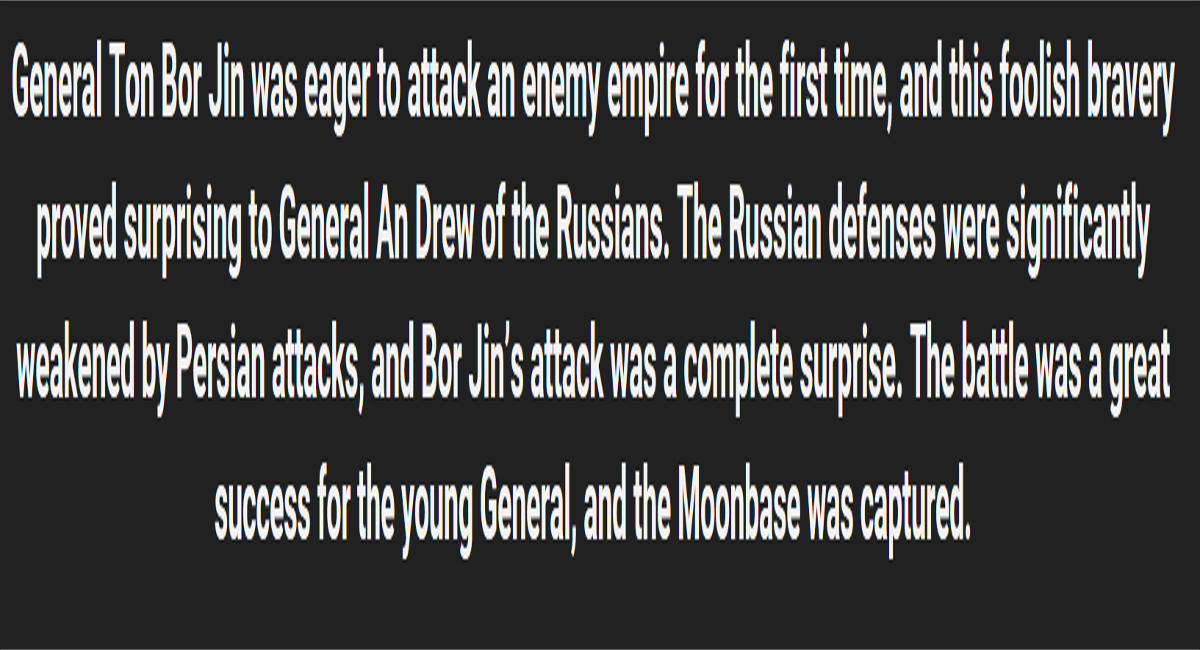 General Ton Bor Jin was eager to attack an enemy empire for the first time, and this foolish bravery
proved surprising to General An Drew of the Russians. The Russian defenses were significantly
weakened by Persian attacks, and Bor Jin’s attack was a complete surprise. The battle was a great
success for the young General, and the Moonbase was captured.